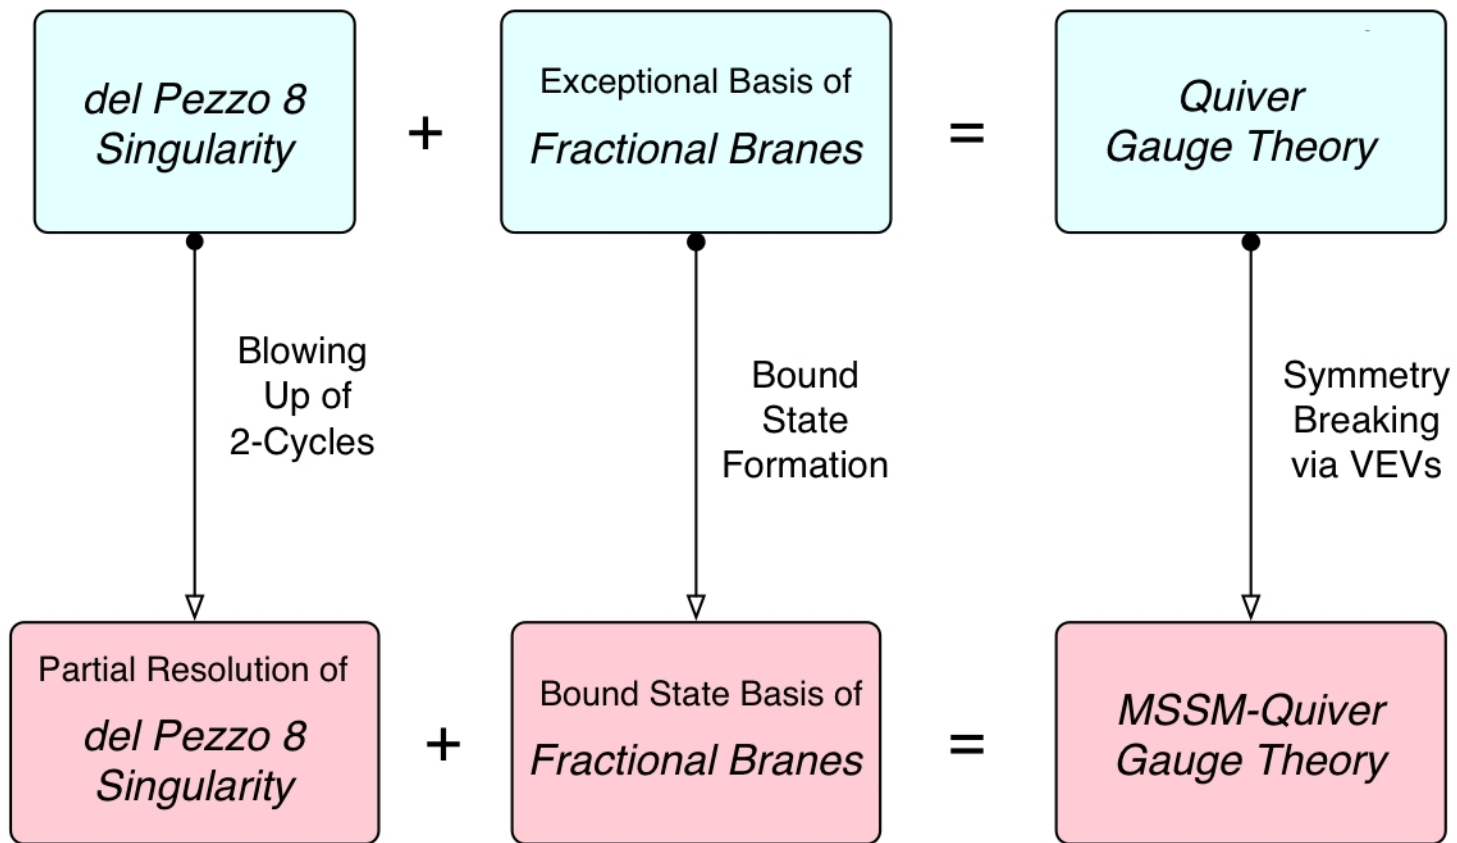 del Pezzo 8
Singularity
+
Exceptional Basis of
Fractional Branes
=
Quiver
Gauge Theory
Blowing
Up of
2-Cycles
Bound
State
Formation
Symmetry
Breaking
via VEVs
Partial Resolution of
del Pezzo 8
Singularity
+
Bound State Basis of
Fractional Branes
=
MSSM-Quiver
Gauge Theory